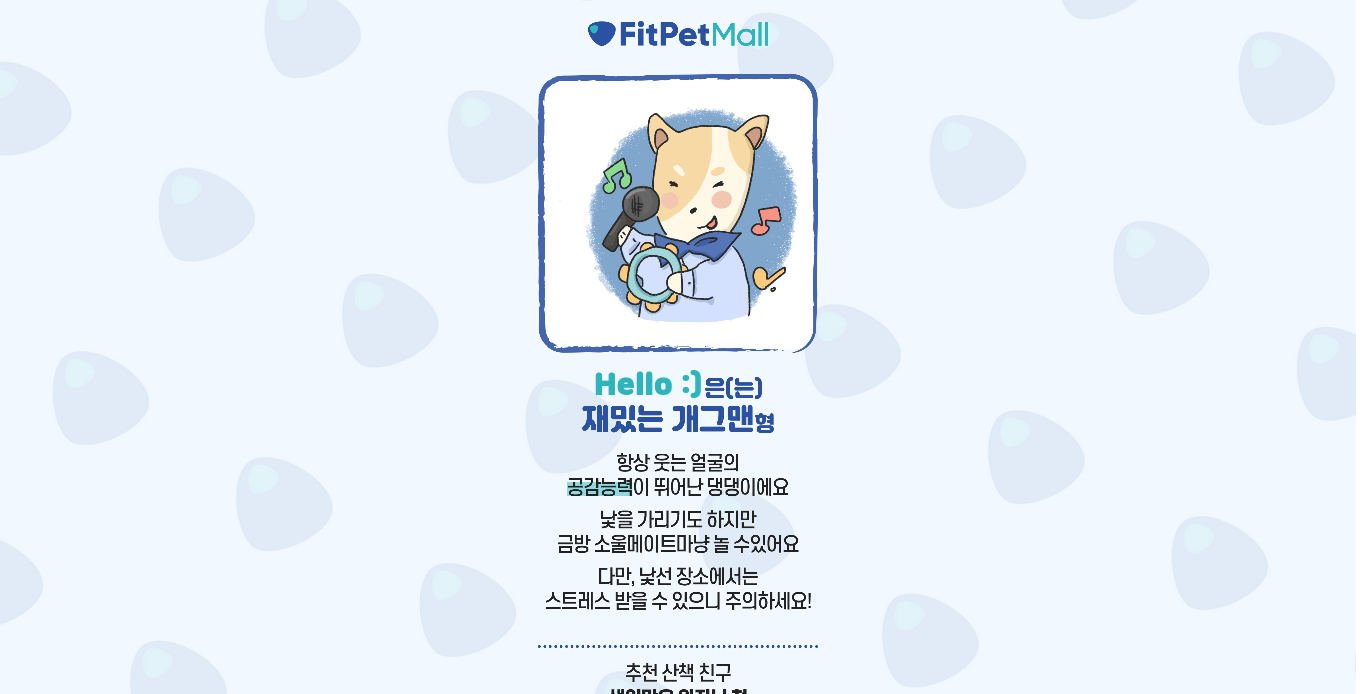 FitPetMall
Hello :)은(는)
재밌는 개그맨형
항상 웃는 얼굴의
공감능력이 뛰어난 댕댕이에요
낯을 가리기도 하지만
금방 소울메이트마냥 놀 수있어요
다만, 낯선 장소에서는
스트레스 받을 수 있으니 주의하세요!
추천 산책 친구